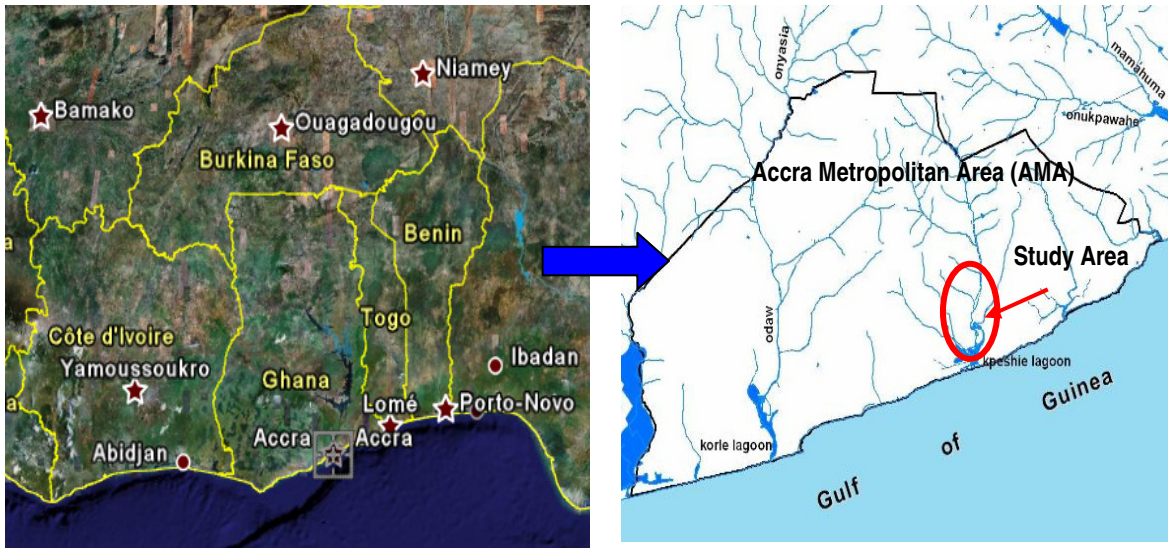 Niamey
Bamako
Ouagadougou
Burkina Faso
Benin
Togo
Côte d'Ivoire
Yamoussoukro
Ibadan
Ghana
Lomé
Porto-Novo
Accra
Accra
Abidjan
a
a
onyasia
mamahuma
onukpawahe
Accra Metropolitan Area (AMA)
Study Area
odaw
kpeshie lagoon
korle lagoon
Gulf of Guinea